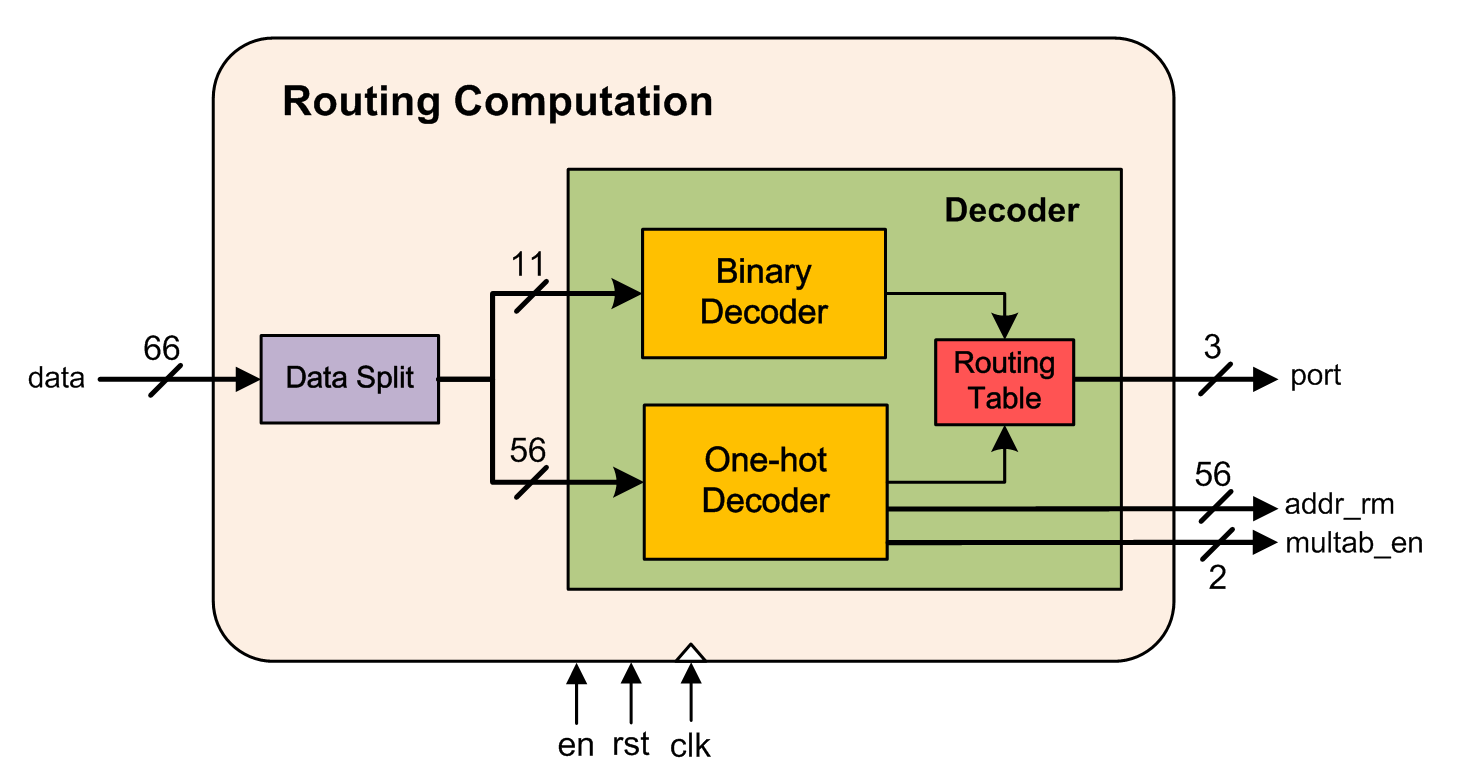 Routing Computation
Decoder
11
Binary
Decoder
66
data
Data Split
Routing
Table
3
port
56
One-hot
Decoder
56
addr_rm
multab_en
2
en
rst
clk